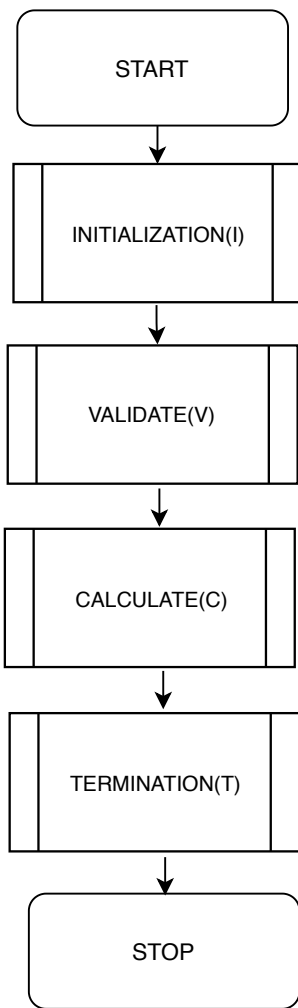 START
INITIALIZATION(I)
VALIDATE(V)
CALCULATE(C)
TERMINATION(T)
STOP